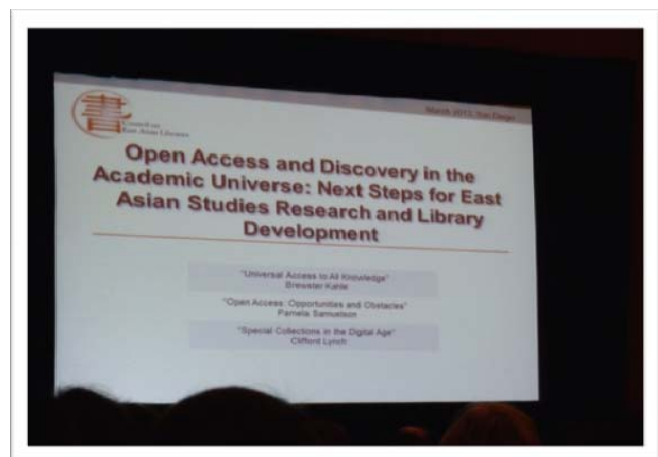 書
Council on
East Asian Libraries
March 2013, San Diego
Open Access and Discovery in the
Academic Universe: Next Steps for East
Asian Studies Research and Library
Development
"Universal Access to All Knowledge"
Brewster Kahle
"Open Access: Opportunities and Obstacles"
Pamela Samuelson
"Special Collections in the Digital Age"
Clifford Lynch